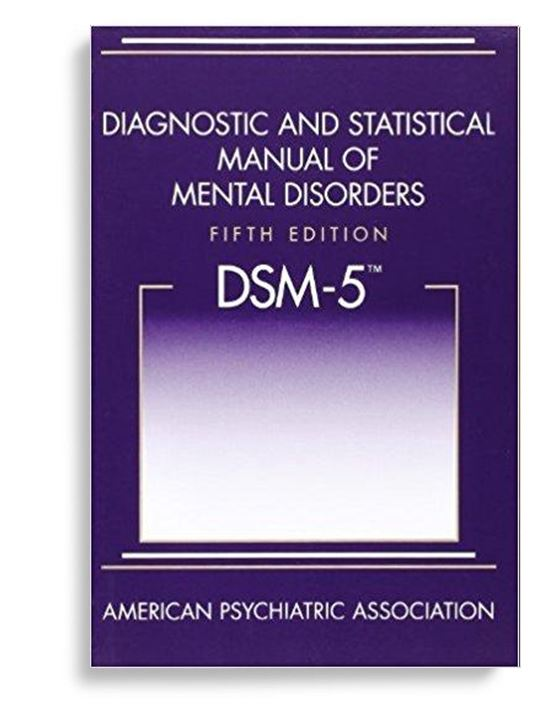 DIAGNOSTIC AND STATISTICAL
MANUAL OF
MENTAL DISORDERS
FIFTH EDITION
DSM-5™
AMERICAN PSYCHIATRIC ASSOCIATION